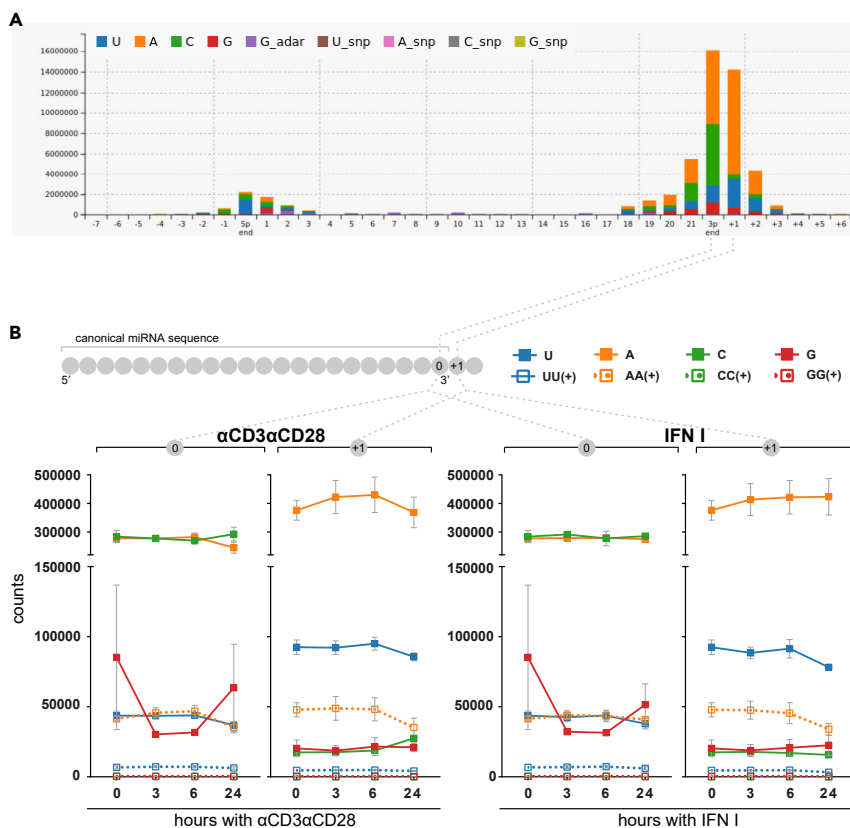 A
U A C G G_adar U_snp A_snp C_snp G_snp
16000000
14000000
12000000
10000000
8000000
6000000
4000000
2000000
0
-7 -6 -5 -4 -3 -2 -1 5p end 1 2 3 4 5 6 7 8 9 10 11 12 13 14 15 16 17 18 19 20 21 3p end +1 +2 +3 +4 +5 +6
B
canonical miRNA sequence
0 +1
5' 3'
U A C G
UU(+) AA(+) CC(+) GG(+)
αCD3αCD28 IFN I
0 +1 0 +1
500000 500000
400000 400000
300000 300000
150000 150000
100000 100000
50000 50000
0 0
counts
0 3 6 24 0 3 6 24 0 3 6 24 0 3 6 24
hours with αCD3αCD28 hours with IFN I